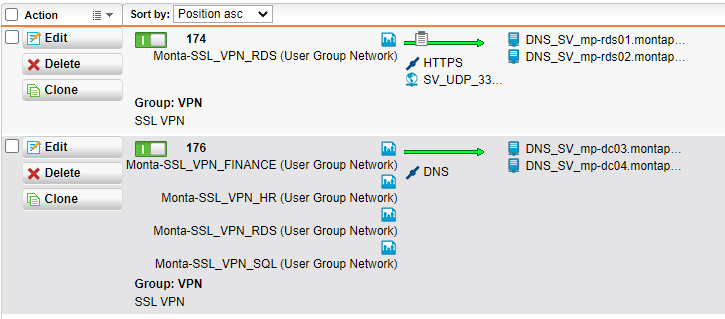 Action
Sort by: Position asc
Edit
Delete
Clone
174
Monta-SSL_VPN_RDS (User Group Network)
Group: VPN
SSL VPN
HTTPS
SV_UDP_33...
DNS_SV_mp-rds01.montap...
DNS_SV_mp-rds02.montap...
Edit
Delete
Clone
176
Monta-SSL_VPN_FINANCE (User Group Network)
Monta-SSL_VPN_HR (User Group Network)
Monta-SSL_VPN_RDS (User Group Network)
Monta-SSL_VPN_SQL (User Group Network)
Group: VPN
SSL VPN
DNS
DNS_SV_mp-dc03.montap...
DNS_SV_mp-dc04.montap...